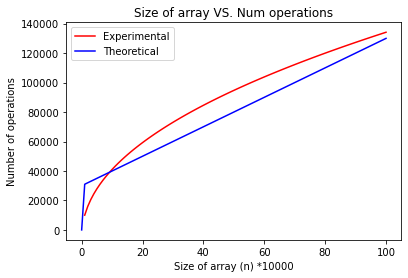 Size of array VS. Num operations
Experimental
Theoretical
Number of operations
140000
120000
100000
80000
60000
40000
20000
0
0 20 40 60 80 100
Size of array (n) *10000